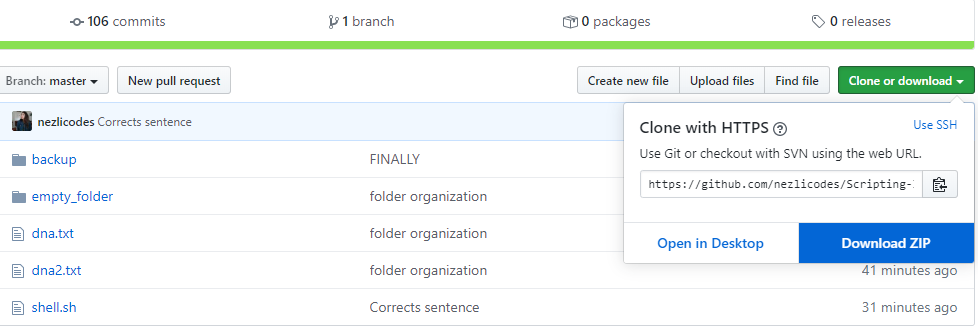 106 commits 1 branch 0 packages 0 releases
Branch: master New pull request Create new file Upload files Find file Clone or download
nezlicodes Corrects sentence
Clone with HTTPS Use SSH
Use Git or checkout with SVN using the web URL.
https://github.com/nezlicodes/Scripting-
Open in Desktop Download ZIP
backup FINALLY
empty_folder folder organization
dna.txt folder organization
dna2.txt folder organization 41 minutes ago
shell.sh Corrects sentence 31 minutes ago